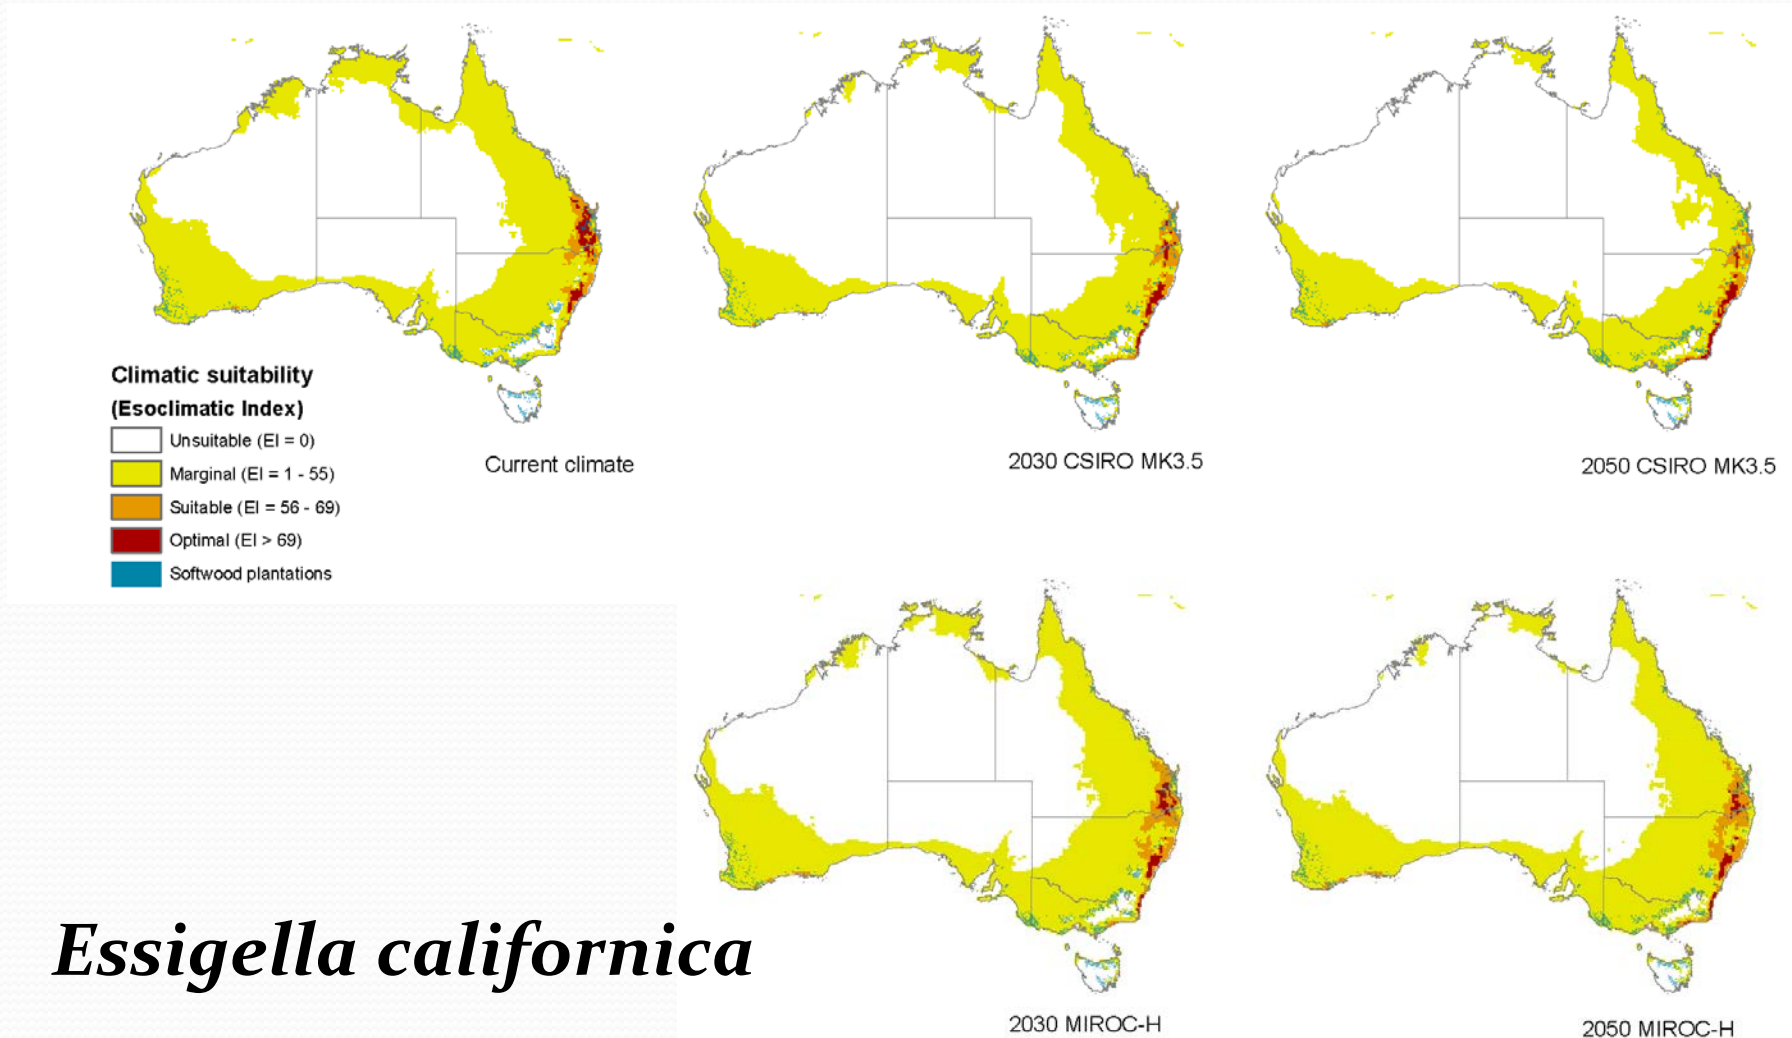 Climatic suitability
(Esoclimatic Index)
Unsuitable (EI = 0)
Marginal (EI = 1 - 55)
Suitable (EI = 56 - 69)
Optimal (EI > 69)
Softwood plantations
Current climate
2030 CSIRO MK3.5
2050 CSIRO MK3.5
Essigella californica
2030 MIROC-H
2050 MIROC-H